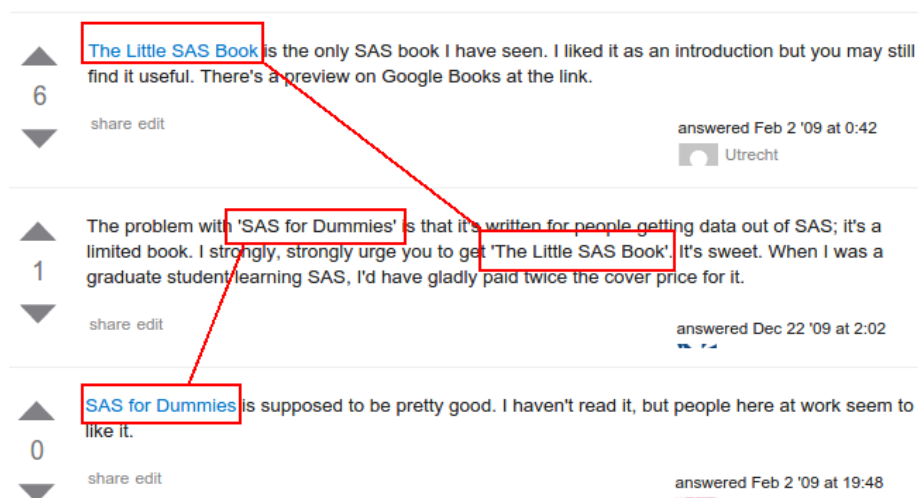 The Little SAS Book is the only SAS book I have seen. I liked it as an introduction but you may still
find it useful. There's a preview on Google Books at the link.
6
share edit
answered Feb 2 '09 at 0:42
Utrecht
The problem with 'SAS for Dummies' is that it's written for people getting data out of SAS; it's a
limited book. I strongly, strongly urge you to get 'The Little SAS Book'. It's sweet. When I was a
1
graduate student learning SAS, I'd have gladly paid twice the cover price for it.
share edit
answered Dec 22 '09 at 2:02
SAS for Dummies is supposed to be pretty good. I haven't read it, but people here at work seem to
like it.
0
share edit
answered Feb 2 '09 at 19:48